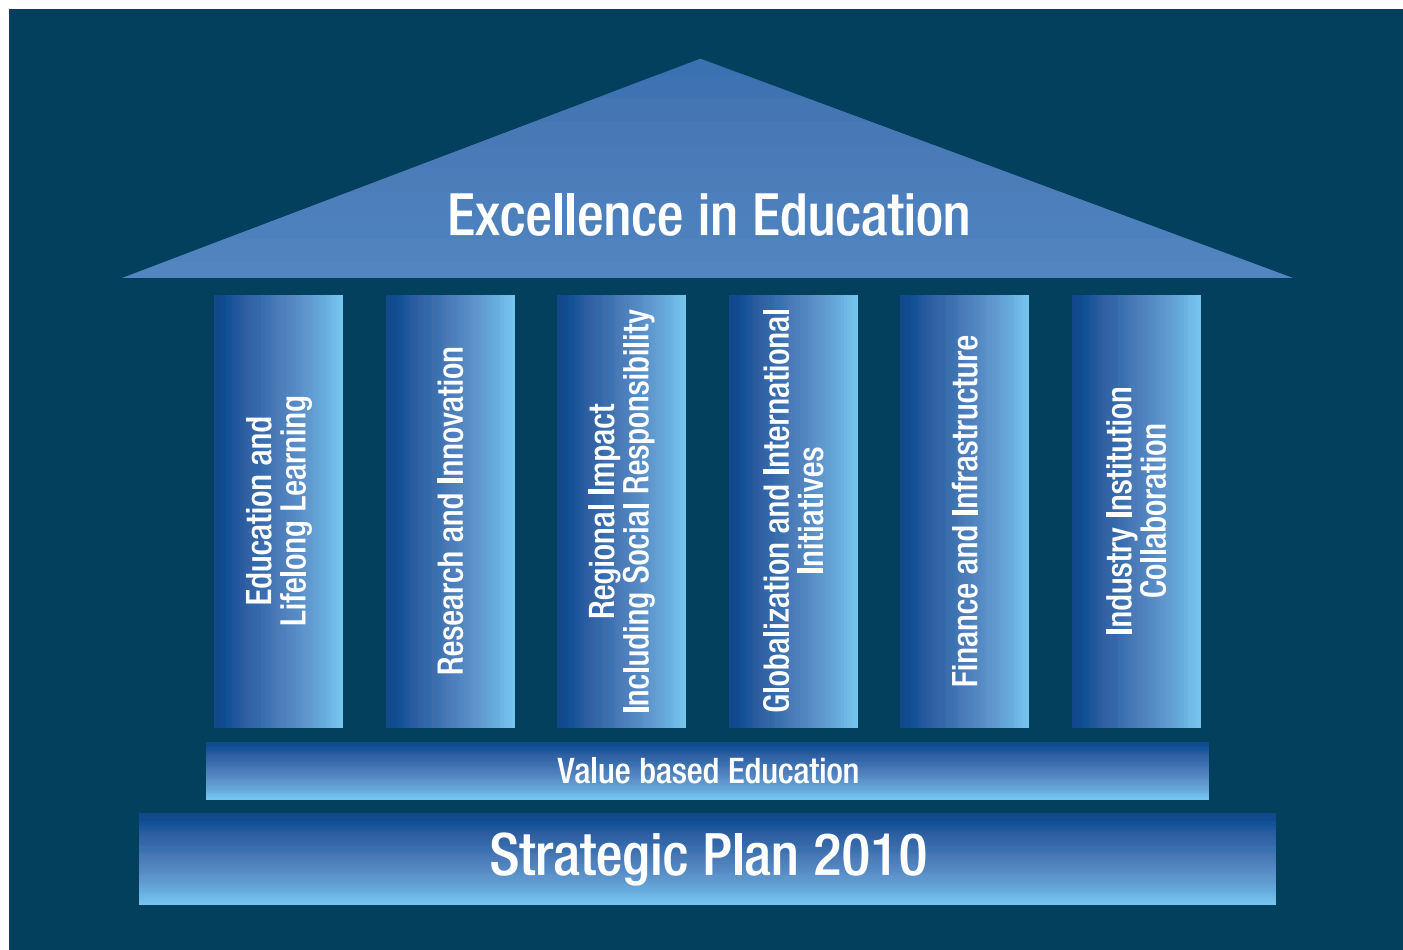 Excellence in Education
Education and
Lifelong Learning
Research and Innovation
Regional Impact
Including Social Responsibility
Globalization and International
Initiatives
Finance and Infrastructure
Industry Institution
Collaboration
Value based Education
Strategic Plan 2010